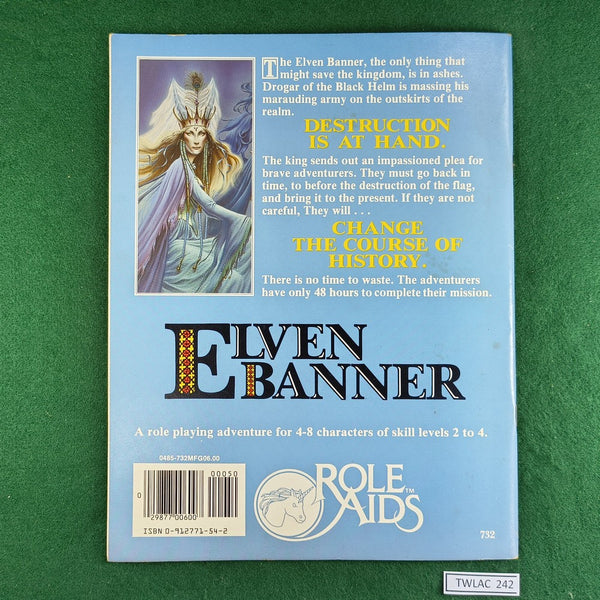 The Elven Banner, the only thing that
might save the kingdom, is in ashes.
Drogar of the Black Helm is massing his
marauding army on the outskirts of the
realm.
DESTRUCTION
IS AT HAND.
The king sends out an impassioned plea for
brave adventurers. They must go back in
time, to before the destruction of the flag,
and bring it to the present. If they are not
careful, They will . . .
CHANGE
THE COURSE OF
HISTORY.
There is no time to waste. The adventurers
have only 48 hours to complete their mission.
ELVEN
BANNER
A role playing adventure for 4-8 characters of skill levels 2 to 4.
0485-732MFG06.00
00050
0 29877 00600
ISBN 0-912771-54-2
ROLE
AIDS™
732
TWLAC 242